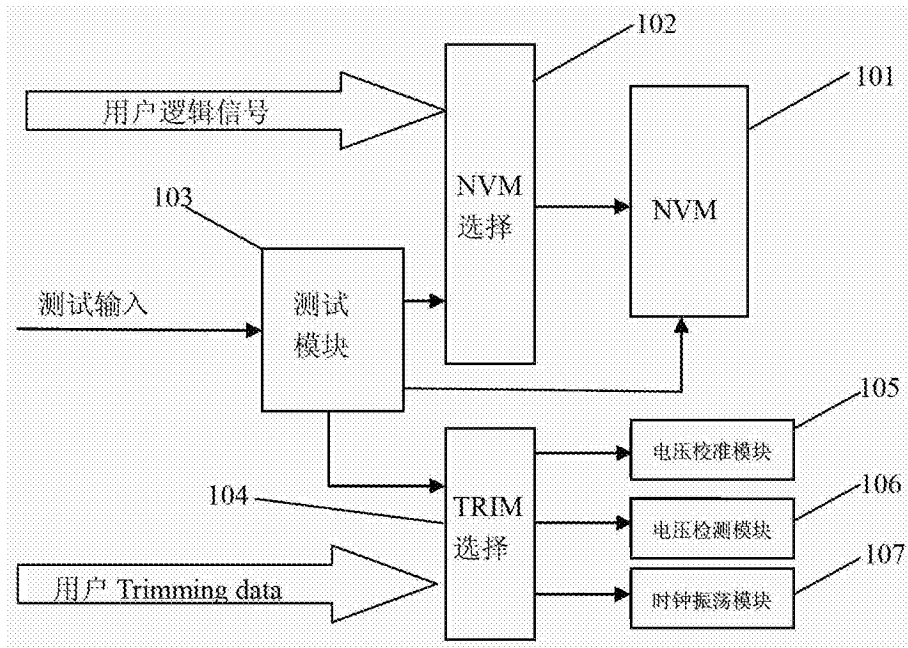 102
101
用户逻辑信号
NVM
选择
NVM
103
测试输入
测试
模块
105
电压校准模块
104
TRIM
选择
106
电压检测模块
用户 Trimming data
107
时钟振荡模块